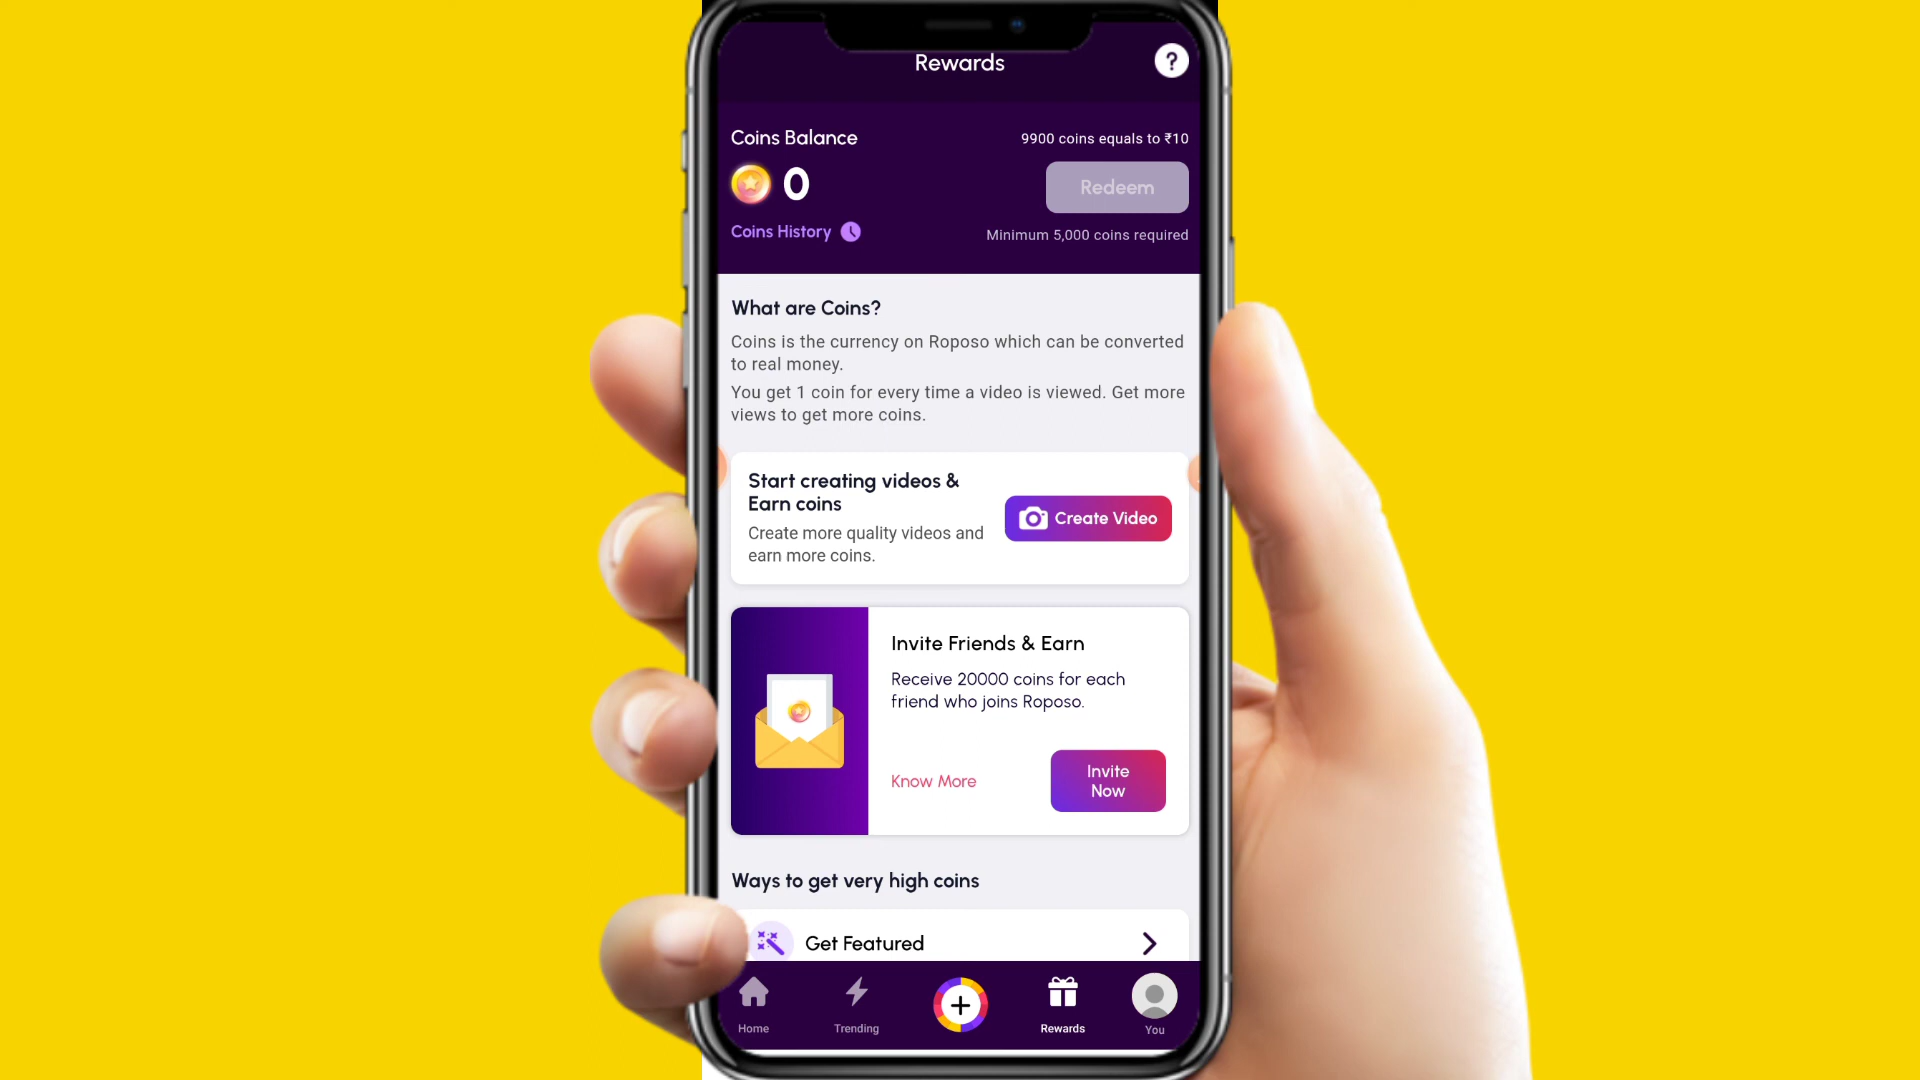 Rewards
?
Coins Balance
9900 coins equals to ₹10
0
Redeem
Coins History
Minimum 5,000 coins required
What are Coins?
Coins is the currency on Roposo which can be converted
to real money.
You get 1 coin for every time a video is viewed. Get more
views to get more coins.
Start creating videos &
Earn coins
Create Video
Create more quality videos and
earn more coins.
Invite Friends & Earn
Receive 20000 coins for each
friend who joins Roposo.
Know More
Invite
Now
Ways to get very high coins
Get Featured
Home
Trending
Rewards
You